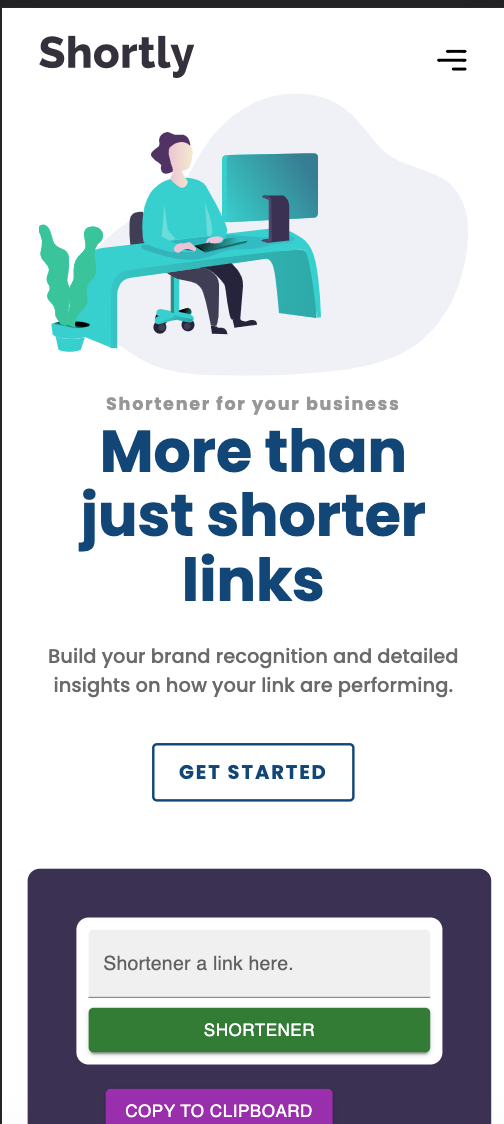 Shortly
Shortener for your business
More than
just shorter
links
Build your brand recognition and detailed
insights on how your link are performing.
GET STARTED
Shortener a link here.
SHORTENER
COPY TO CLIPBOARD